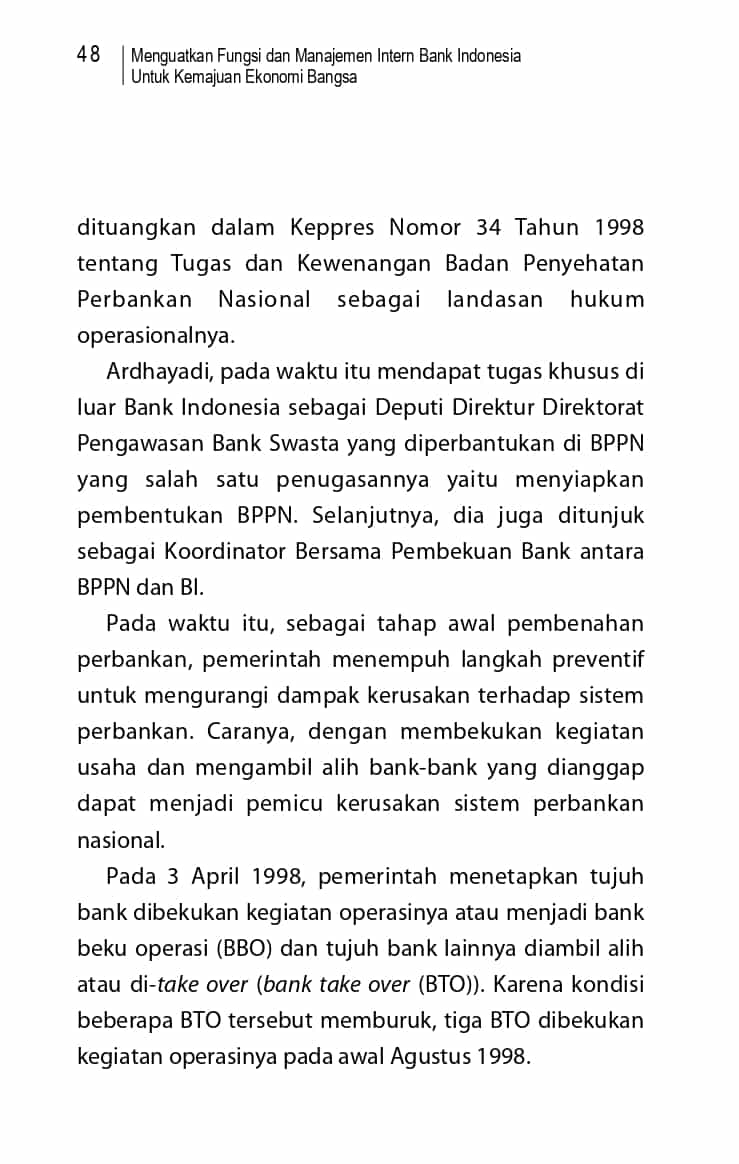 48
Menguatkan Fungsi dan Manajemen Intern Bank Indonesia
Untuk Kemajuan Ekonomi Bangsa
dituangkan dalam Keppres Nomor 34 Tahun 1998
tentang Tugas dan Kewenangan Badan Penyehatan
Perbankan Nasional sebagai landasan hukum
operasionalnya.
Ardhayadi, pada waktu itu mendapat tugas khusus di
luar Bank Indonesia sebagai Deputi Direktur Direktorat
Pengawasan Bank Swasta yang diperbantukan di BPPN
yang salah satu penugasannya yaitu menyiapkan
pembentukan BPPN. Selanjutnya, dia juga ditunjuk
sebagai Koordinator Bersama Pembekuan Bank antara
BPPN dan BI.
Pada waktu itu, sebagai tahap awal pembenahan
perbankan, pemerintah menempuh langkah preventif
untuk mengurangi dampak kerusakan terhadap sistem
perbankan. Caranya, dengan membekukan kegiatan
usaha dan mengambil alih bank-bank yang dianggap
dapat menjadi pemicu kerusakan sistem perbankan
nasional.
Pada 3 April 1998, pemerintah menetapkan tujuh
bank dibekukan kegiatan operasinya atau menjadi bank
beku operasi (BBO) dan tujuh bank lainnya diambil alih
atau di-take over (bank take over (BTO)). Karena kondisi
beberapa BTO tersebut memburuk, tiga BTO dibekukan
kegiatan operasinya pada awal Agustus 1998.